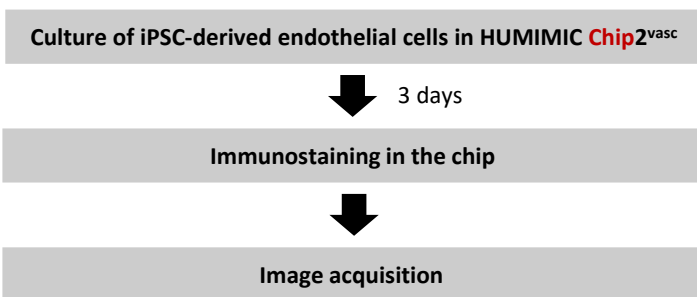 Culture of iPSC-derived endothelial cells in HUMIMIC Chip2vasc
3 days
Immunostaining in the chip
Image acquisition